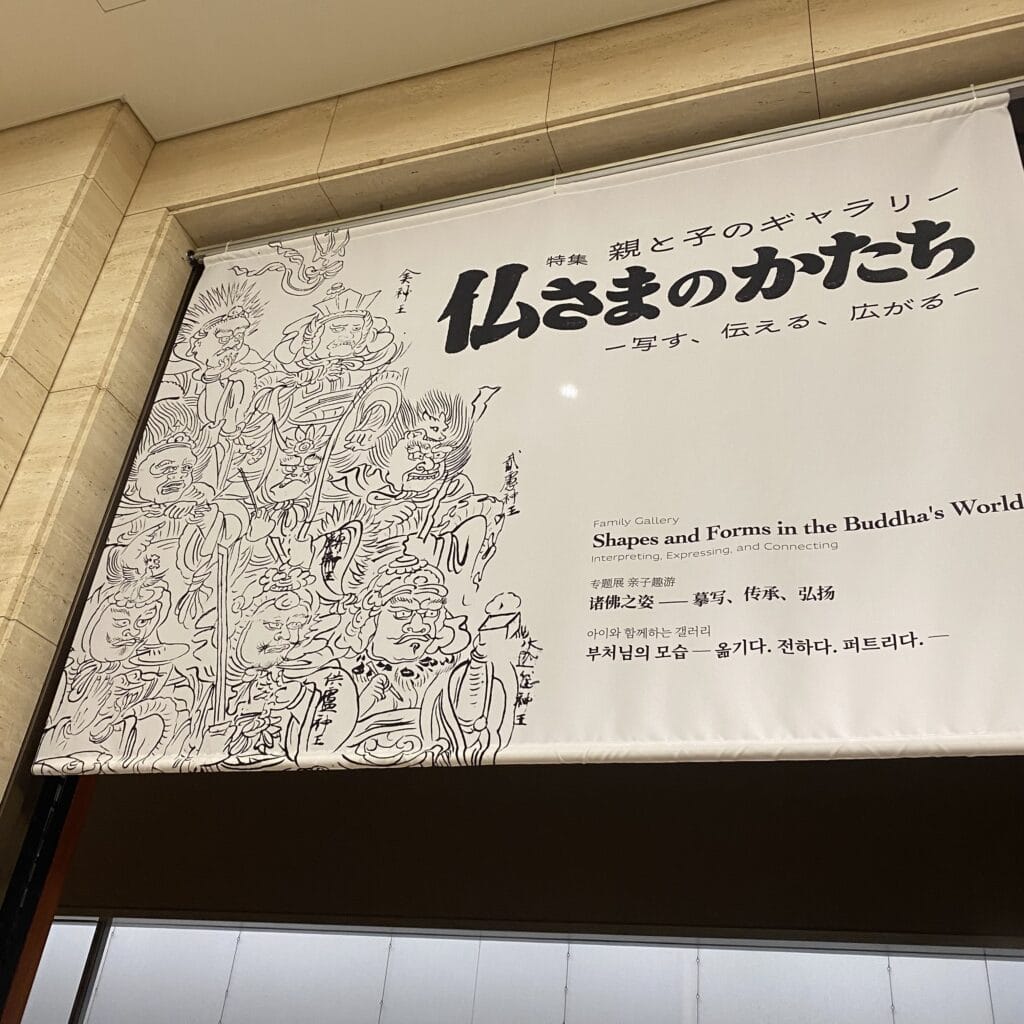 特集 親と子のギャラリー
仏さまのかたち
ー写す、伝える、広がるー
Family Gallery
Shapes and Forms in the Buddha's World
Interpreting, Expressing, and Connecting
专题展 亲子趣游
诸佛之姿 —— 摹写、传承、弘扬
아이와 함께하는 갤러리
부처님의 모습 — 옮기다. 전하다. 퍼트리다. —
供盧神王